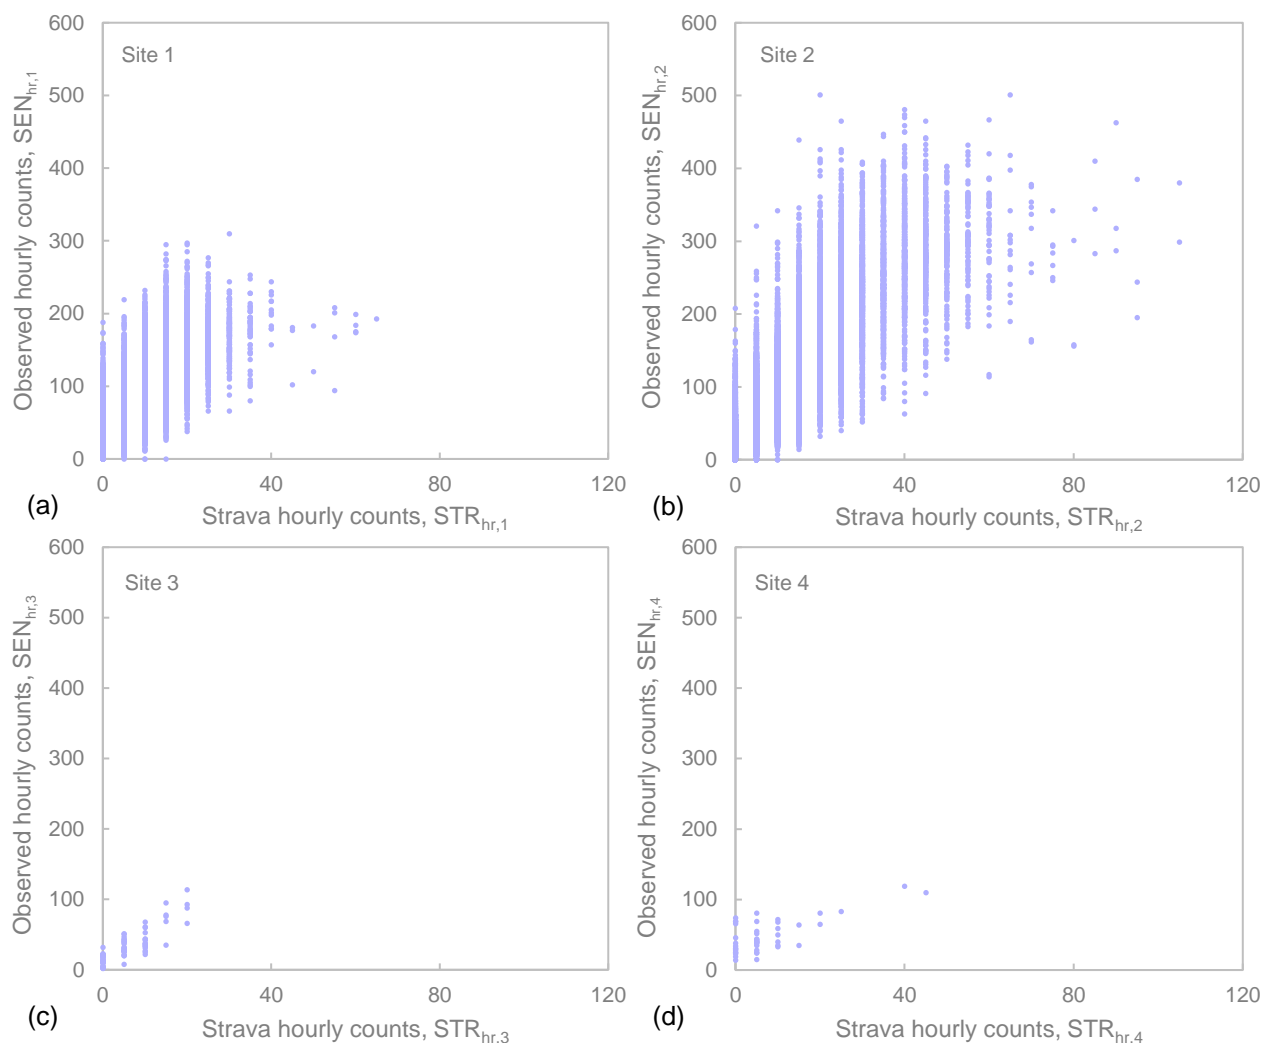 Site 1
Observed hourly counts, SENhr,1
600
500
400
300
200
100
0
0 40 80 120
Strava hourly counts, STRhr,1
(a)
Site 2
Observed hourly counts, SENhr,2
600
500
400
300
200
100
0
0 40 80 120
Strava hourly counts, STRhr,2
(b)
Site 3
Observed hourly counts, SENhr,3
600
500
400
300
200
100
0
0 40 80 120
Strava hourly counts, STRhr,3
(c)
Site 4
Observed hourly counts, SENhr,4
600
500
400
300
200
100
0
0 40 80 120
Strava hourly counts, STRhr,4
(d)